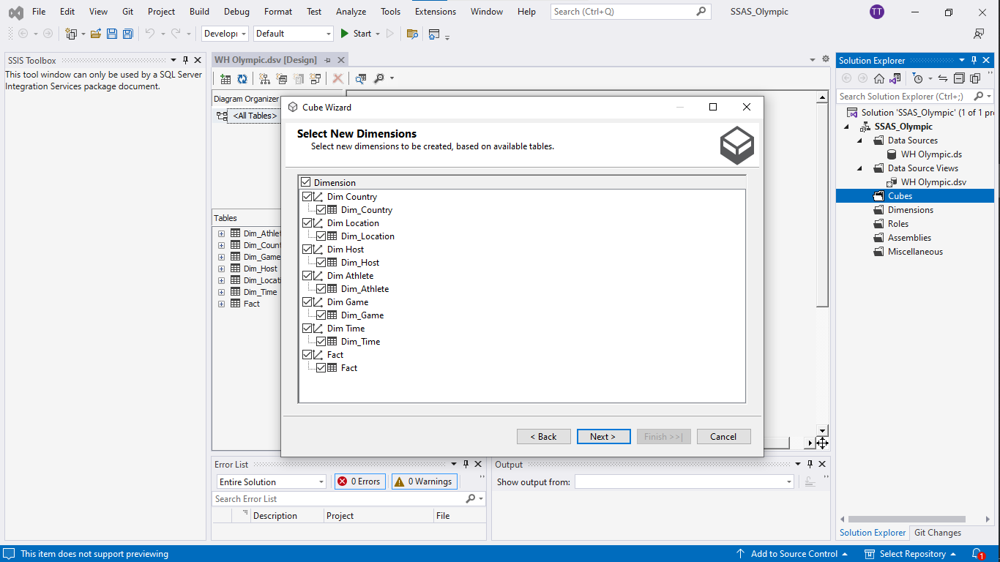 File Edit View Git Project Build Debug Format Test Analyze Tools Extensions Window Help Search (Ctrl+Q) SSAS_Olympic TT
Develop Default Start
SSIS Toolbox
This tool window can only be used by a SQL Server
Integration Services package document.
WH Olympic.dsv [Design]
Diagram Organizer
<All Tables>
Tables
Dim_Athle
Dim_Coun
Dim_Game
Dim_Host
Dim_Locati
Dim_Time
Fact
Cube Wizard
Select New Dimensions
Select new dimensions to be created, based on available tables.
Dimension
Dim Country
Dim_Country
Dim Location
Dim_Location
Dim Host
Dim_Host
Dim Athlete
Dim_Athlete
Dim Game
Dim_Game
Dim Time
Dim_Time
Fact
Fact
< Back Next > Finish >>| Cancel
Solution Explorer
Search Solution Explorer (Ctrl+;)
Solution 'SSAS_Olympic' (1 of 1 pr
SSAS_Olympic
Data Sources
WH Olympic.ds
Data Source Views
WH Olympic.dsv
Cubes
Dimensions
Roles
Assemblies
Miscellaneous
Solution Explorer Git Changes
Error List
Entire Solution 0 Errors 0 Warnings
Search Error List
Description Project File
Output
Show output from:
This item does not support previewing Add to Source Control Select Repository 1